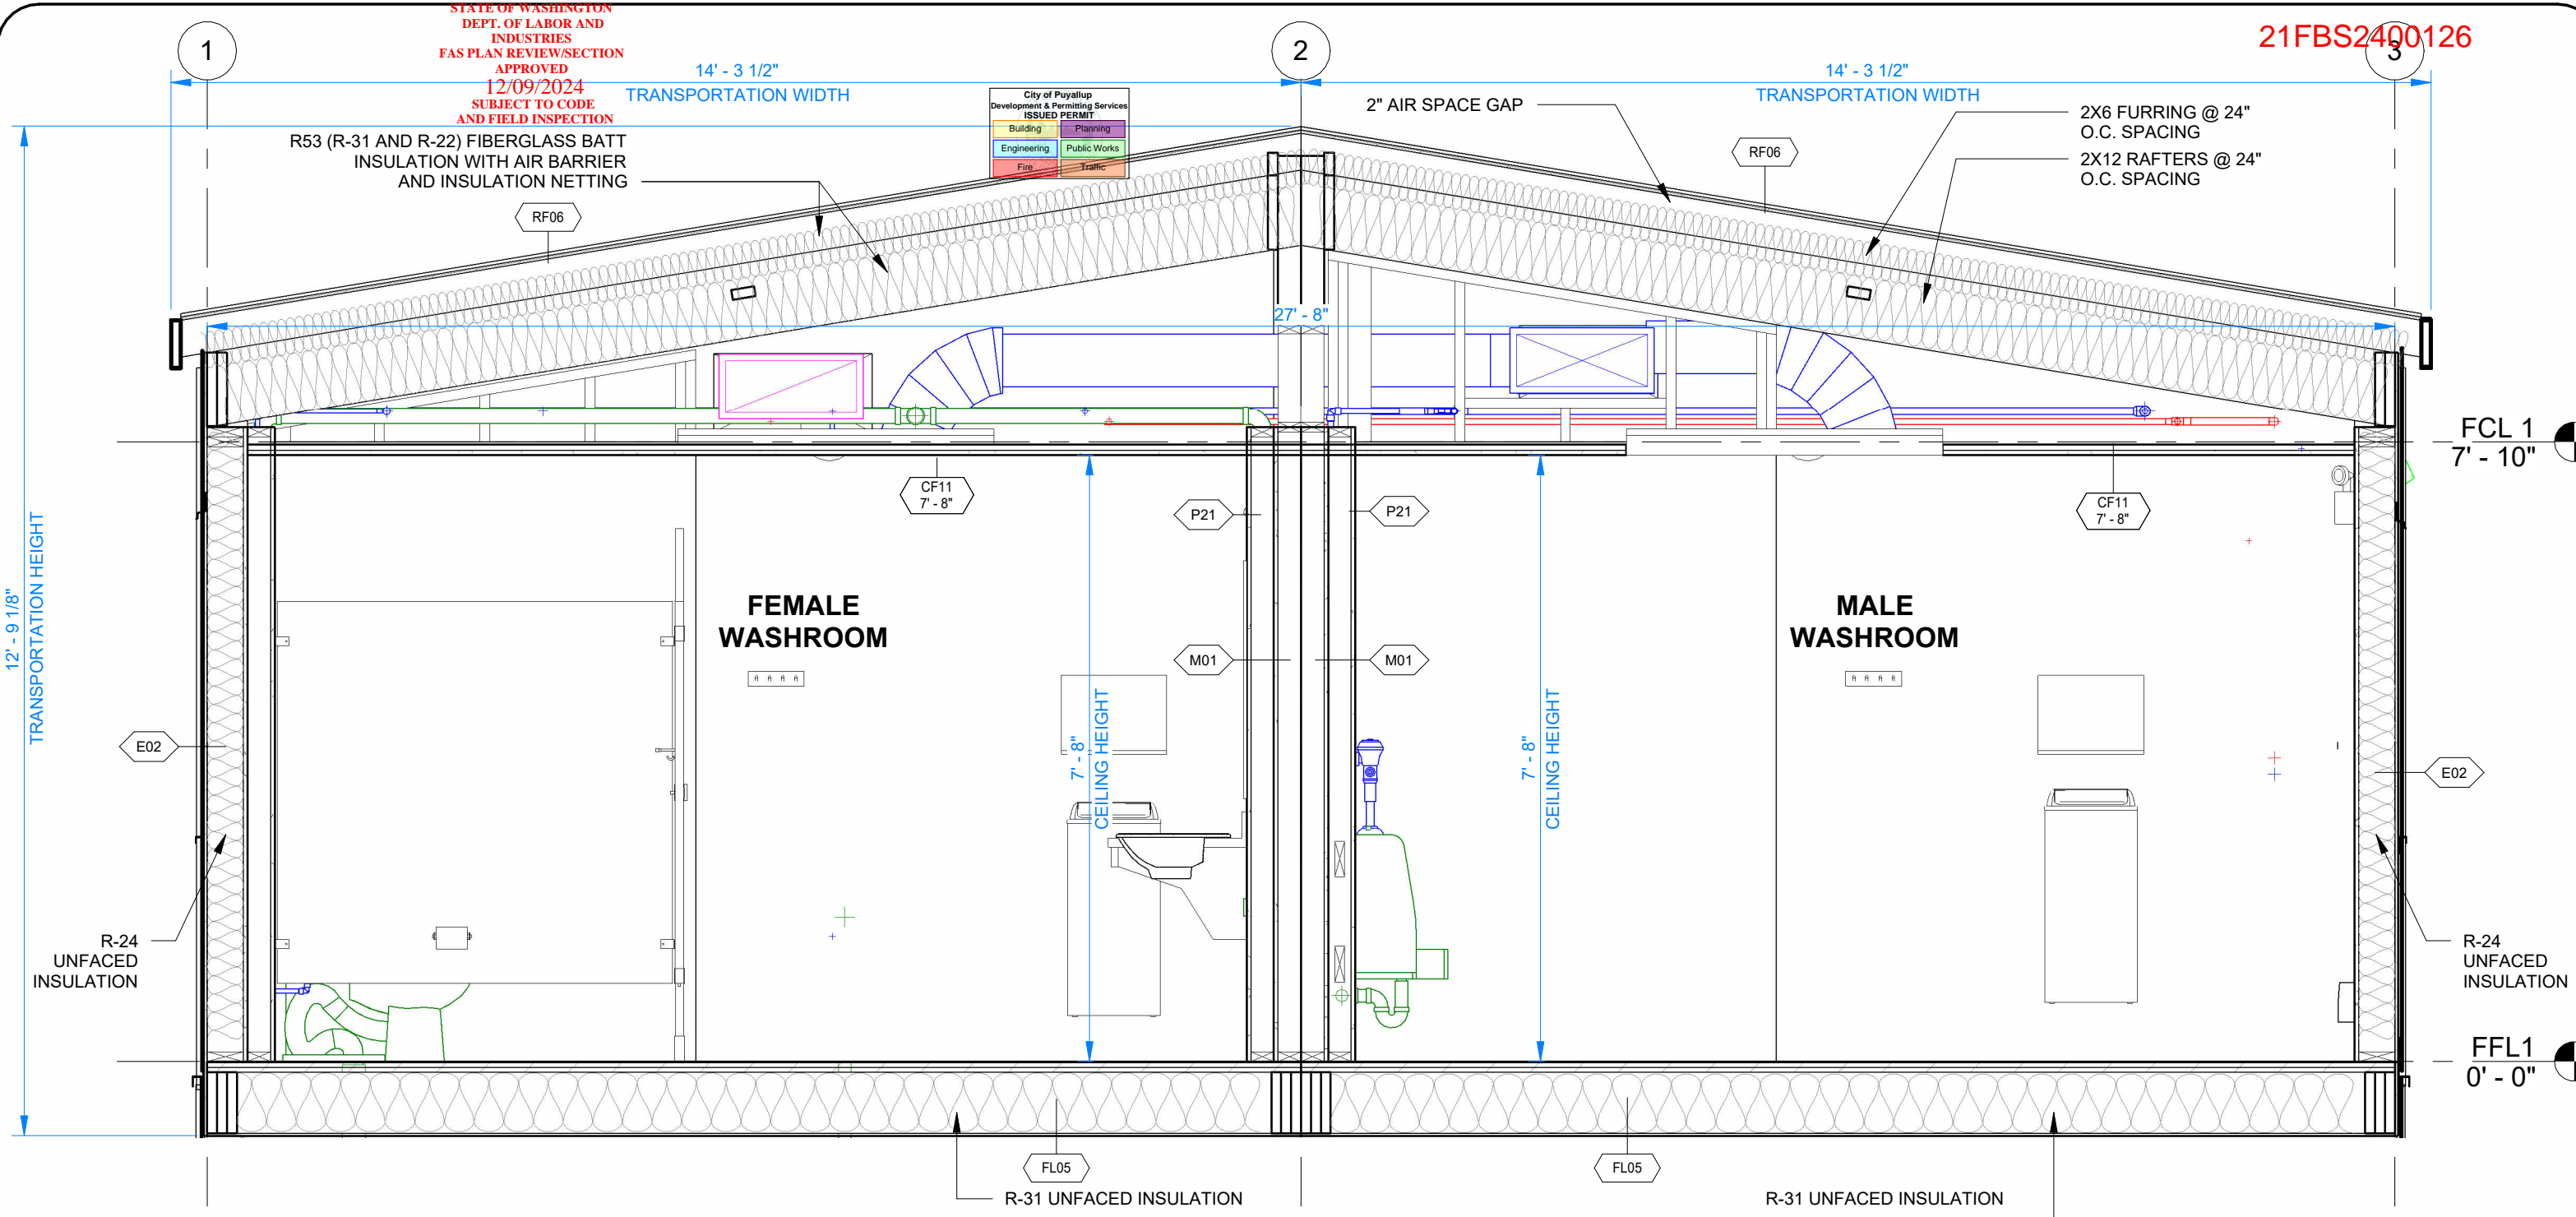 STATE OF WASHINGTON
DEPT. OF LABOR AND
INDUSTRIES
FAS PLAN REVIEW/SECTION
APPROVED
12/09/2024
SUBJECT TO CODE
AND FIELD INSPECTION
21FBS2400126
1
2
3
14' - 3 1/2"
TRANSPORTATION WIDTH
14' - 3 1/2"
TRANSPORTATION WIDTH
City of Puyallup
Development & Permitting Services
ISSUED PERMIT
Building Planning
Engineering Public Works
Fire Traffic
R53 (R-31 AND R-22) FIBERGLASS BATT
INSULATION WITH AIR BARRIER
AND INSULATION NETTING
RF06
2" AIR SPACE GAP
RF06
2X6 FURRING @ 24"
O.C. SPACING
2X12 RAFTERS @ 24"
O.C. SPACING
27' - 8"
FCL 1
7' - 10"
CF11
7' - 8"
P21
P21
CF11
7' - 8"
12' - 9 1/8"
TRANSPORTATION HEIGHT
FEMALE
WASHROOM
MALE
WASHROOM
M01
M01
7' - 8"
CEILING HEIGHT
7' - 8"
CEILING HEIGHT
E02
E02
R-24
UNFACED
INSULATION
R-24
UNFACED
INSULATION
FFL1
0' - 0"
FL05
FL05
R-31 UNFACED INSULATION
R-31 UNFACED INSULATION